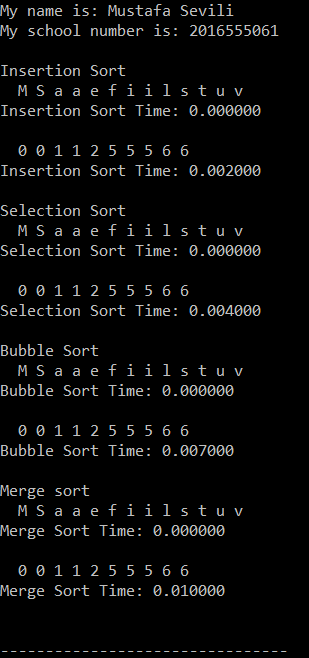 My name is: Mustafa Sevili
My school number is: 2016555061
Insertion Sort
M S a a e f i i l s t u v
Insertion Sort Time: 0.000000
0 0 1 1 2 5 5 5 6 6
Insertion Sort Time: 0.002000
Selection Sort
M S a a e f i i l s t u v
Selection Sort Time: 0.000000
0 0 1 1 2 5 5 5 6 6
Selection Sort Time: 0.004000
Bubble Sort
M S a a e f i i l s t u v
Bubble Sort Time: 0.000000
0 0 1 1 2 5 5 5 6 6
Bubble Sort Time: 0.007000
Merge sort
M S a a e f i i l s t u v
Merge Sort Time: 0.000000
0 0 1 1 2 5 5 5 6 6
Merge Sort Time: 0.010000
--------------------------------